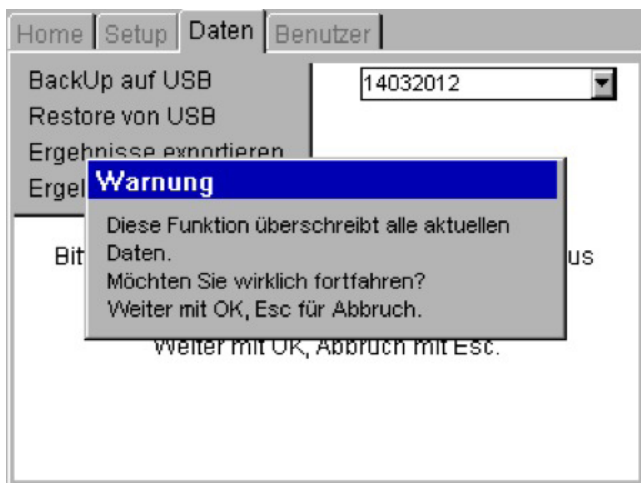 Home Setup Daten Benutzer
BackUp auf USB 14032012
Restore von USB
Ergebnisse exportieren
Warnung
Diese Funktion überschreibt alle aktuellen
Daten.
Möchten Sie wirklich fortfahren?
Weiter mit OK, Esc für Abbruch.
Weiter mit OK, Abbruch mit Esc.